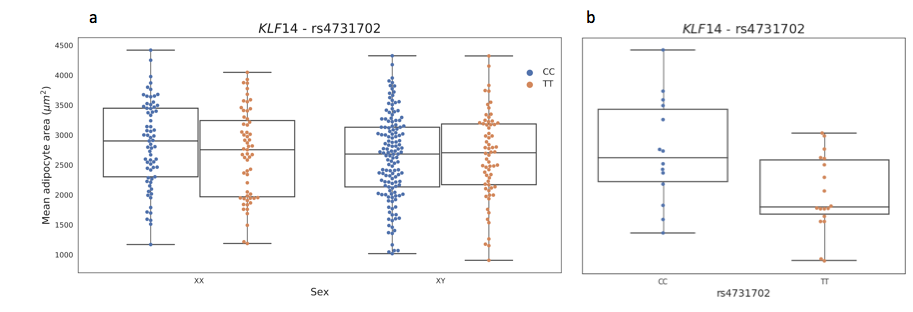 a
KLF14 - rs4731702
Mean adipocyte area (μm²)
4500
4000
3500
3000
2500
2000
1500
1000
CC
TT
XX
XY
Sex
b
KLF14 - rs4731702
CC
TT
rs4731702